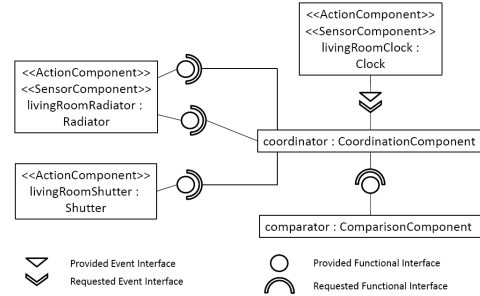 <<ActionComponent>>
<<SensorComponent>>
livingRoomClock :
Clock
<<ActionComponent>>
<<SensorComponent>>
livingRoomRadiator :
Radiator
coordinator : CoordinationComponent
<<ActionComponent>>
livingRoomShutter :
Shutter
comparator : ComparisonComponent
Provided Event Interface
Requested Event Interface
Provided Functional Interface
Requested Functional Interface